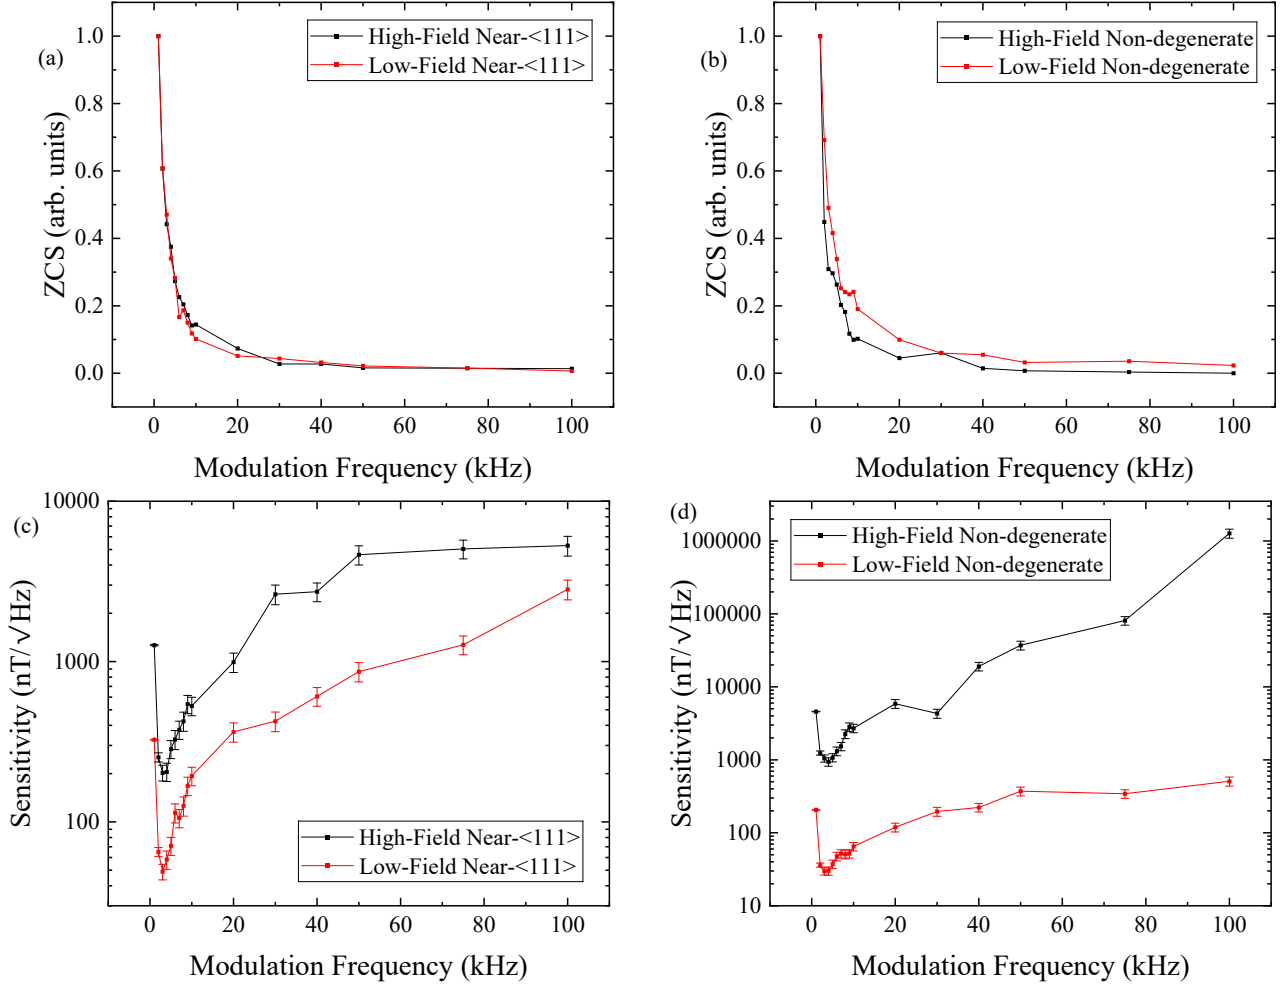 (a)
High-Field Near-<111>
Low-Field Near-<111>
ZCS (arb. units)
1.0
0.8
0.6
0.4
0.2
0.0
0 20 40 60 80 100
Modulation Frequency (kHz)
(b)
High-Field Non-degenerate
Low-Field Non-degenerate
ZCS (arb. units)
1.0
0.8
0.6
0.4
0.2
0.0
0 20 40 60 80 100
Modulation Frequency (kHz)
(c)
Sensitivity (nT/√Hz)
10000
1000
100
High-Field Near-<111>
Low-Field Near-<111>
0 20 40 60 80 100
Modulation Frequency (kHz)
(d)
High-Field Non-degenerate
Low-Field Non-degenerate
Sensitivity (nT/√Hz)
1000000
100000
10000
1000
100
10
0 20 40 60 80 100
Modulation Frequency (kHz)